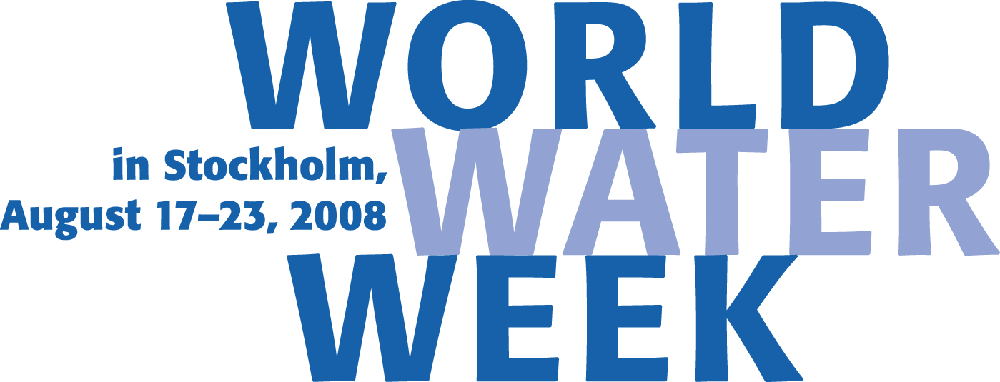 WORLD
in Stockholm,
August 17–23, 2008
WATER
WEEK